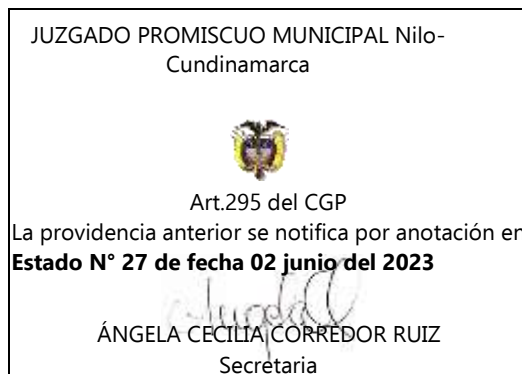 JUZGADO PROMISCUO MUNICIPAL Nilo-
Cundinamarca
Art.295 del CGP
La providencia anterior se notifica por anotación en
Estado N° 27 de fecha 02 junio del 2023
ÁNGELA CECILIA CORREDOR RUIZ
Secretaria